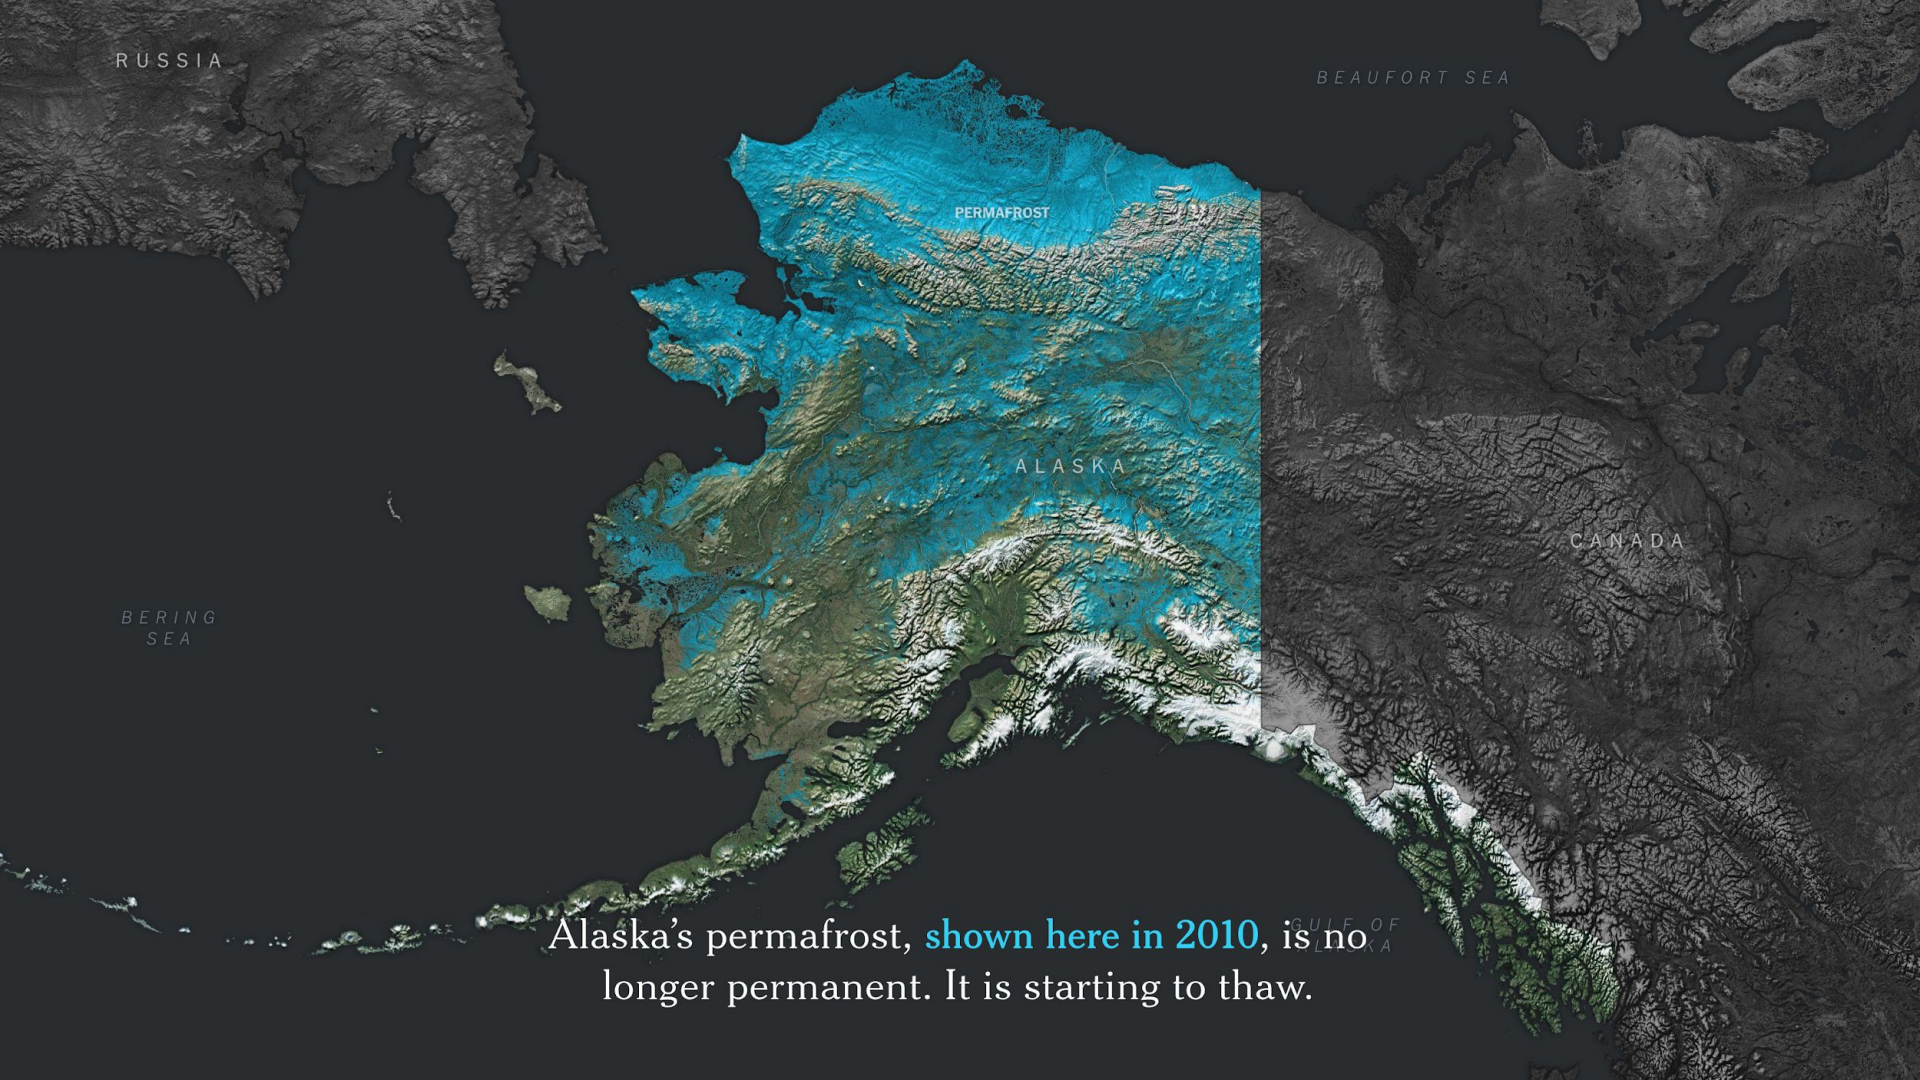 RUSSIA
BEAUFORT SEA
PERMAFROST
ALASKA
CANADA
BERING
SEA
GULF OF
ALASKA
Alaska’s permafrost, shown here in 2010, is no
longer permanent. It is starting to thaw.